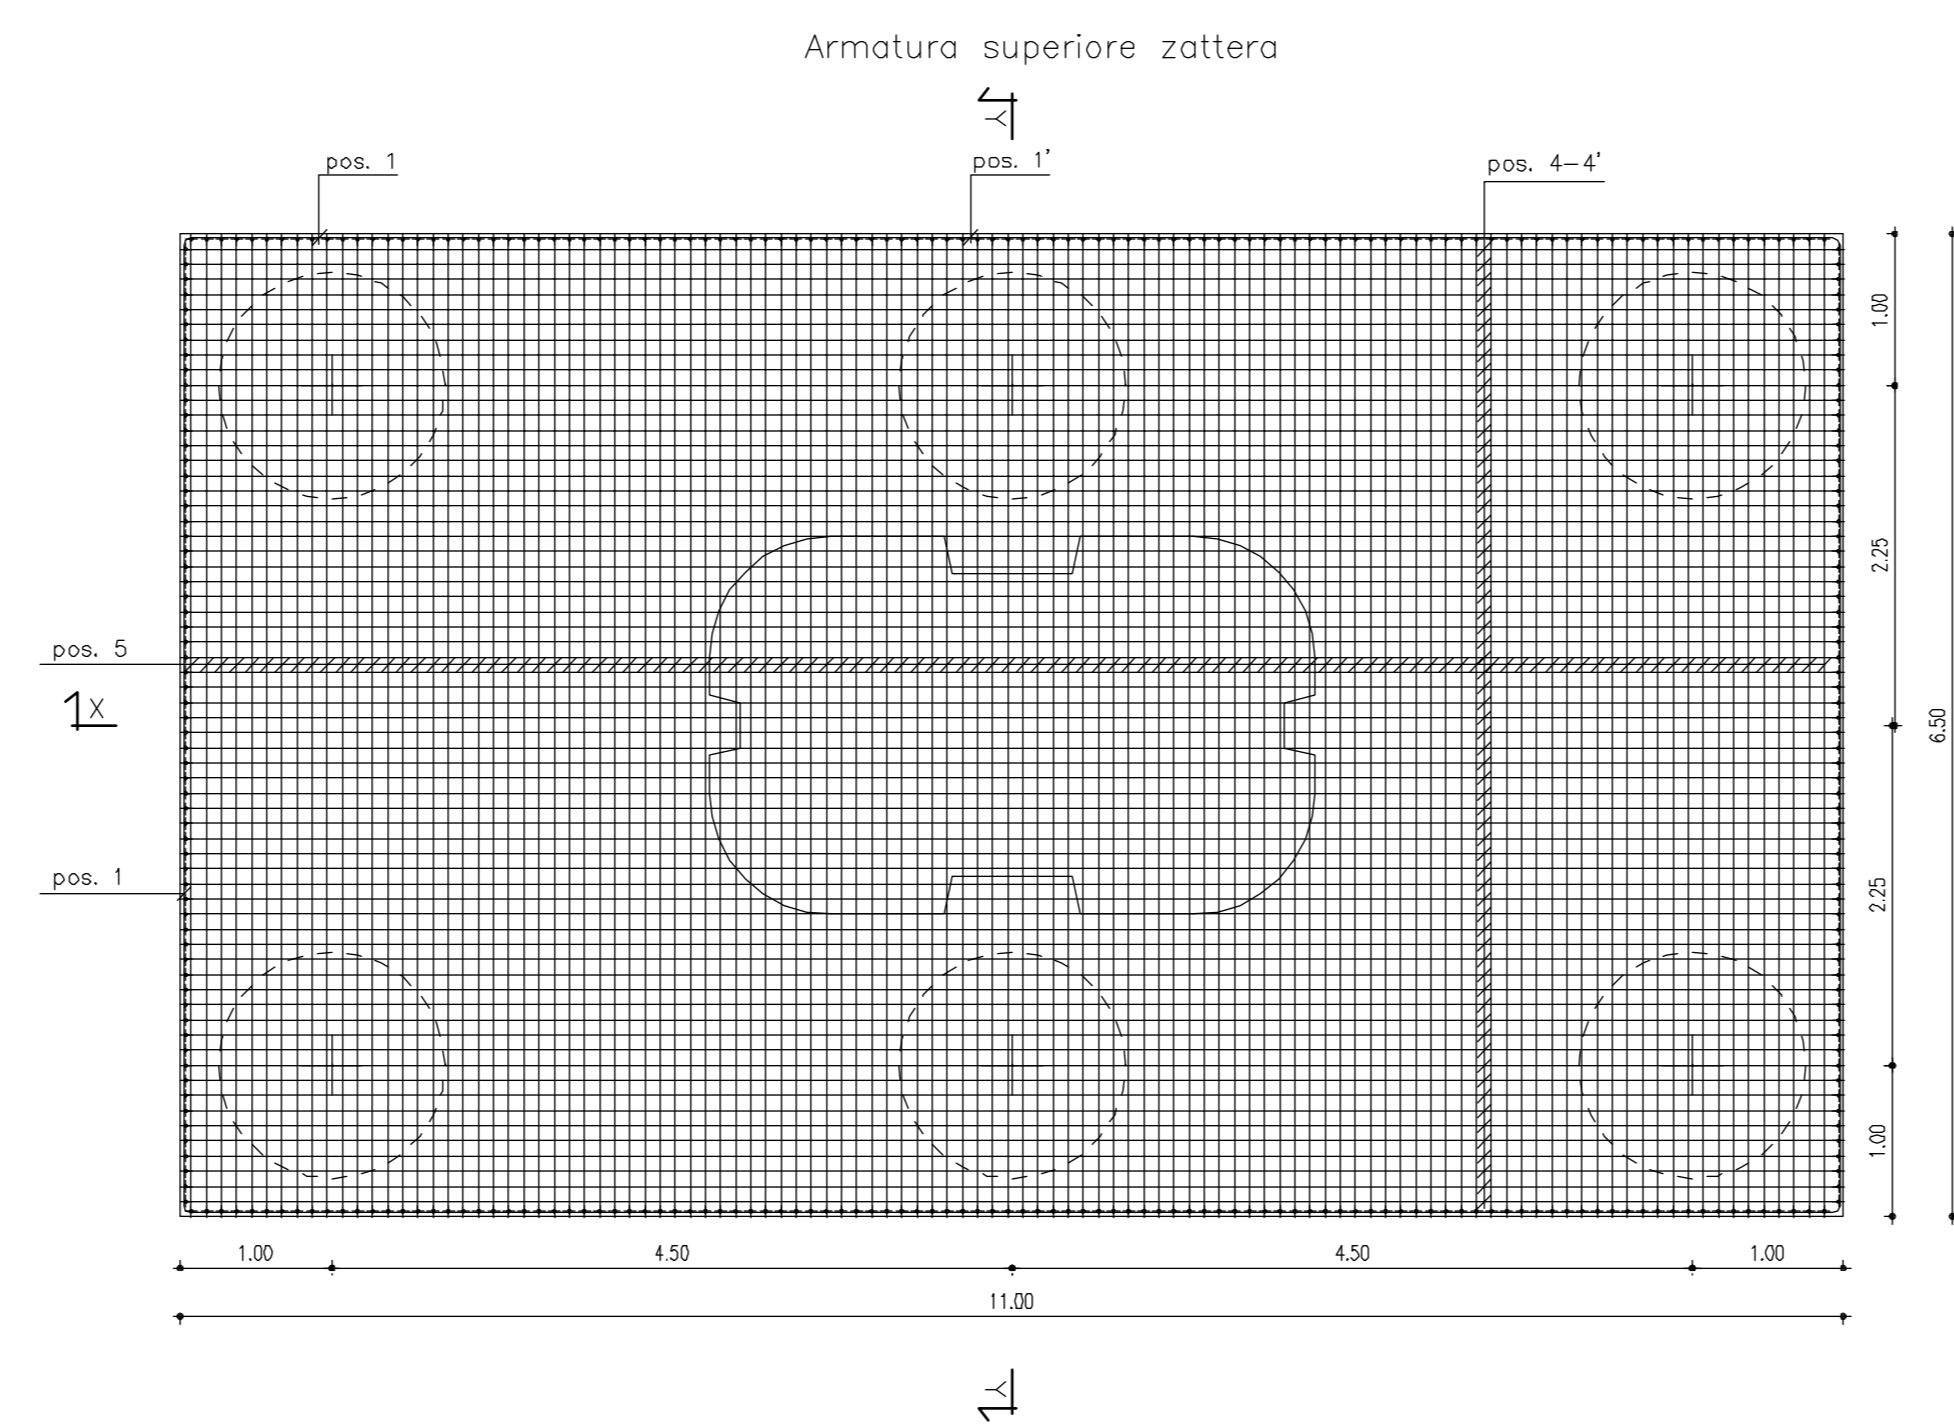 Armatura superiore zattera
Y
pos. 1
pos. 1'
pos. 4-4'
1.00
2.25
pos. 5
X
6.50
pos. 1
2.25
1.00
1.00
4.50
4.50
1.00
11.00
Y